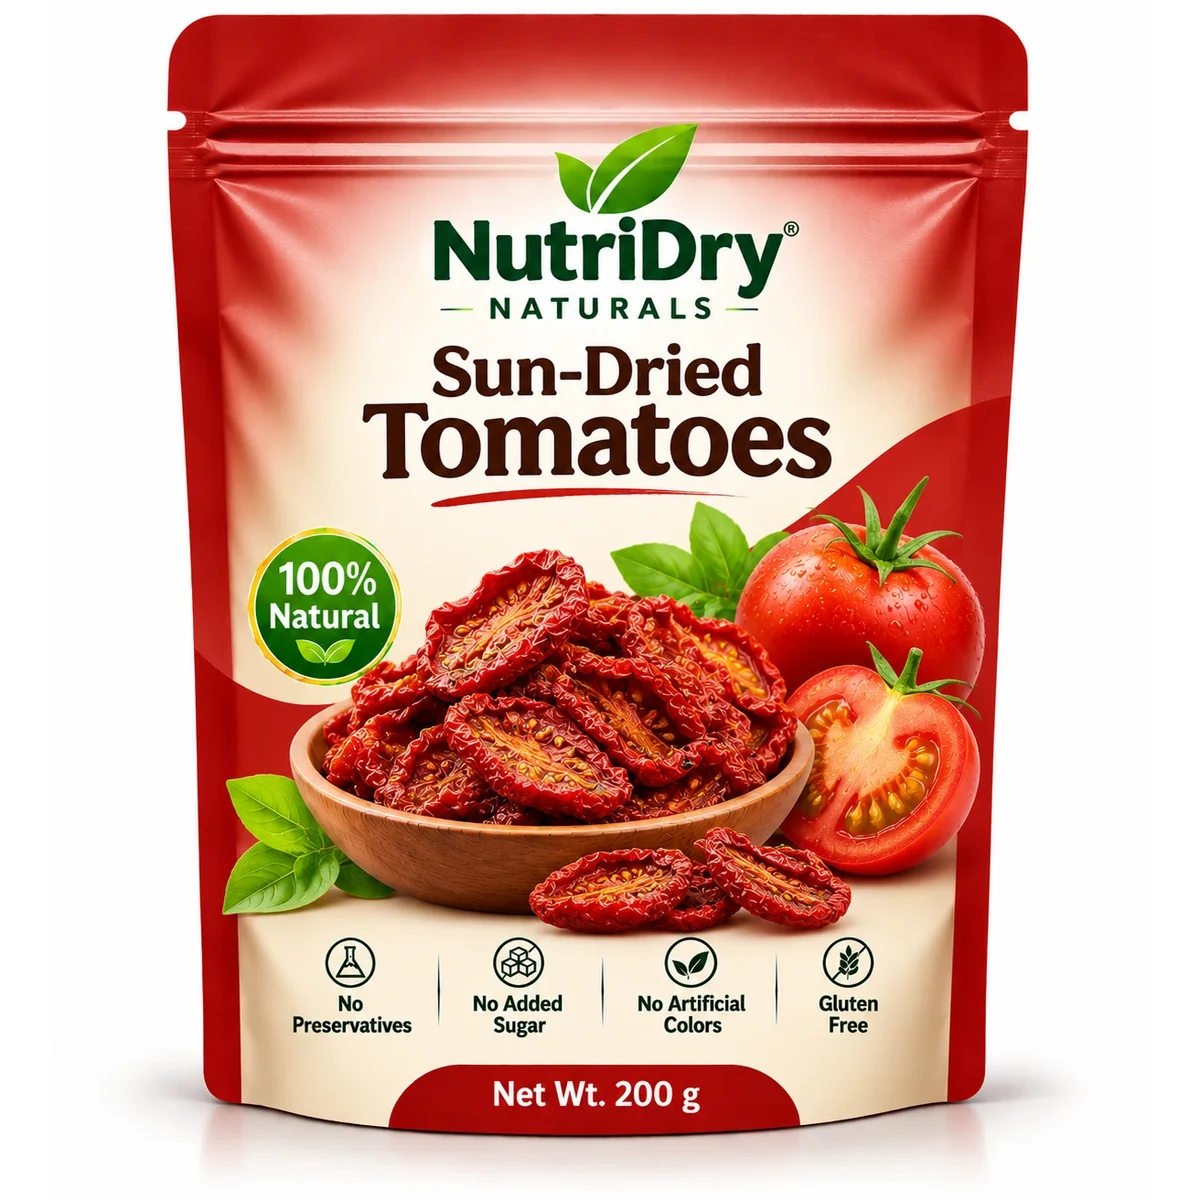 NutriDry®
NATURALS
Sun-Dried
Tomatoes
100%
Natural
No
Preservatives
No Added
Sugar
No Artificial
Colors
Gluten
Free
Net Wt. 200 g